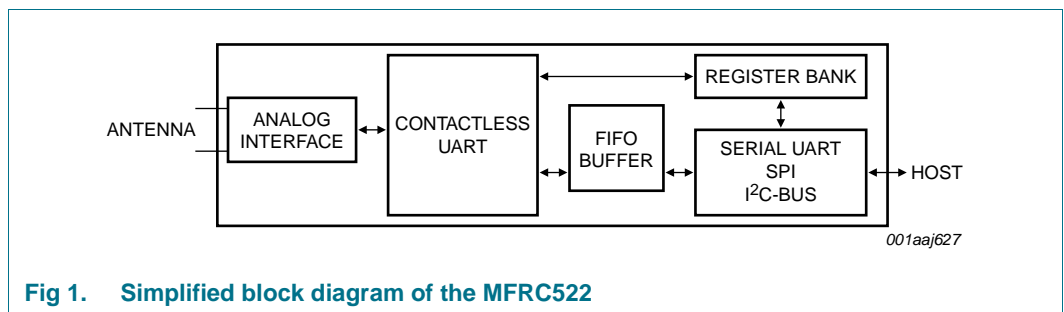 ANTENNA
ANALOG
INTERFACE
CONTACTLESS
UART
FIFO
BUFFER
REGISTER BANK
SERIAL UART
SPI
I²C-BUS
HOST
001aaj627
Fig 1. Simplified block diagram of the MFRC522